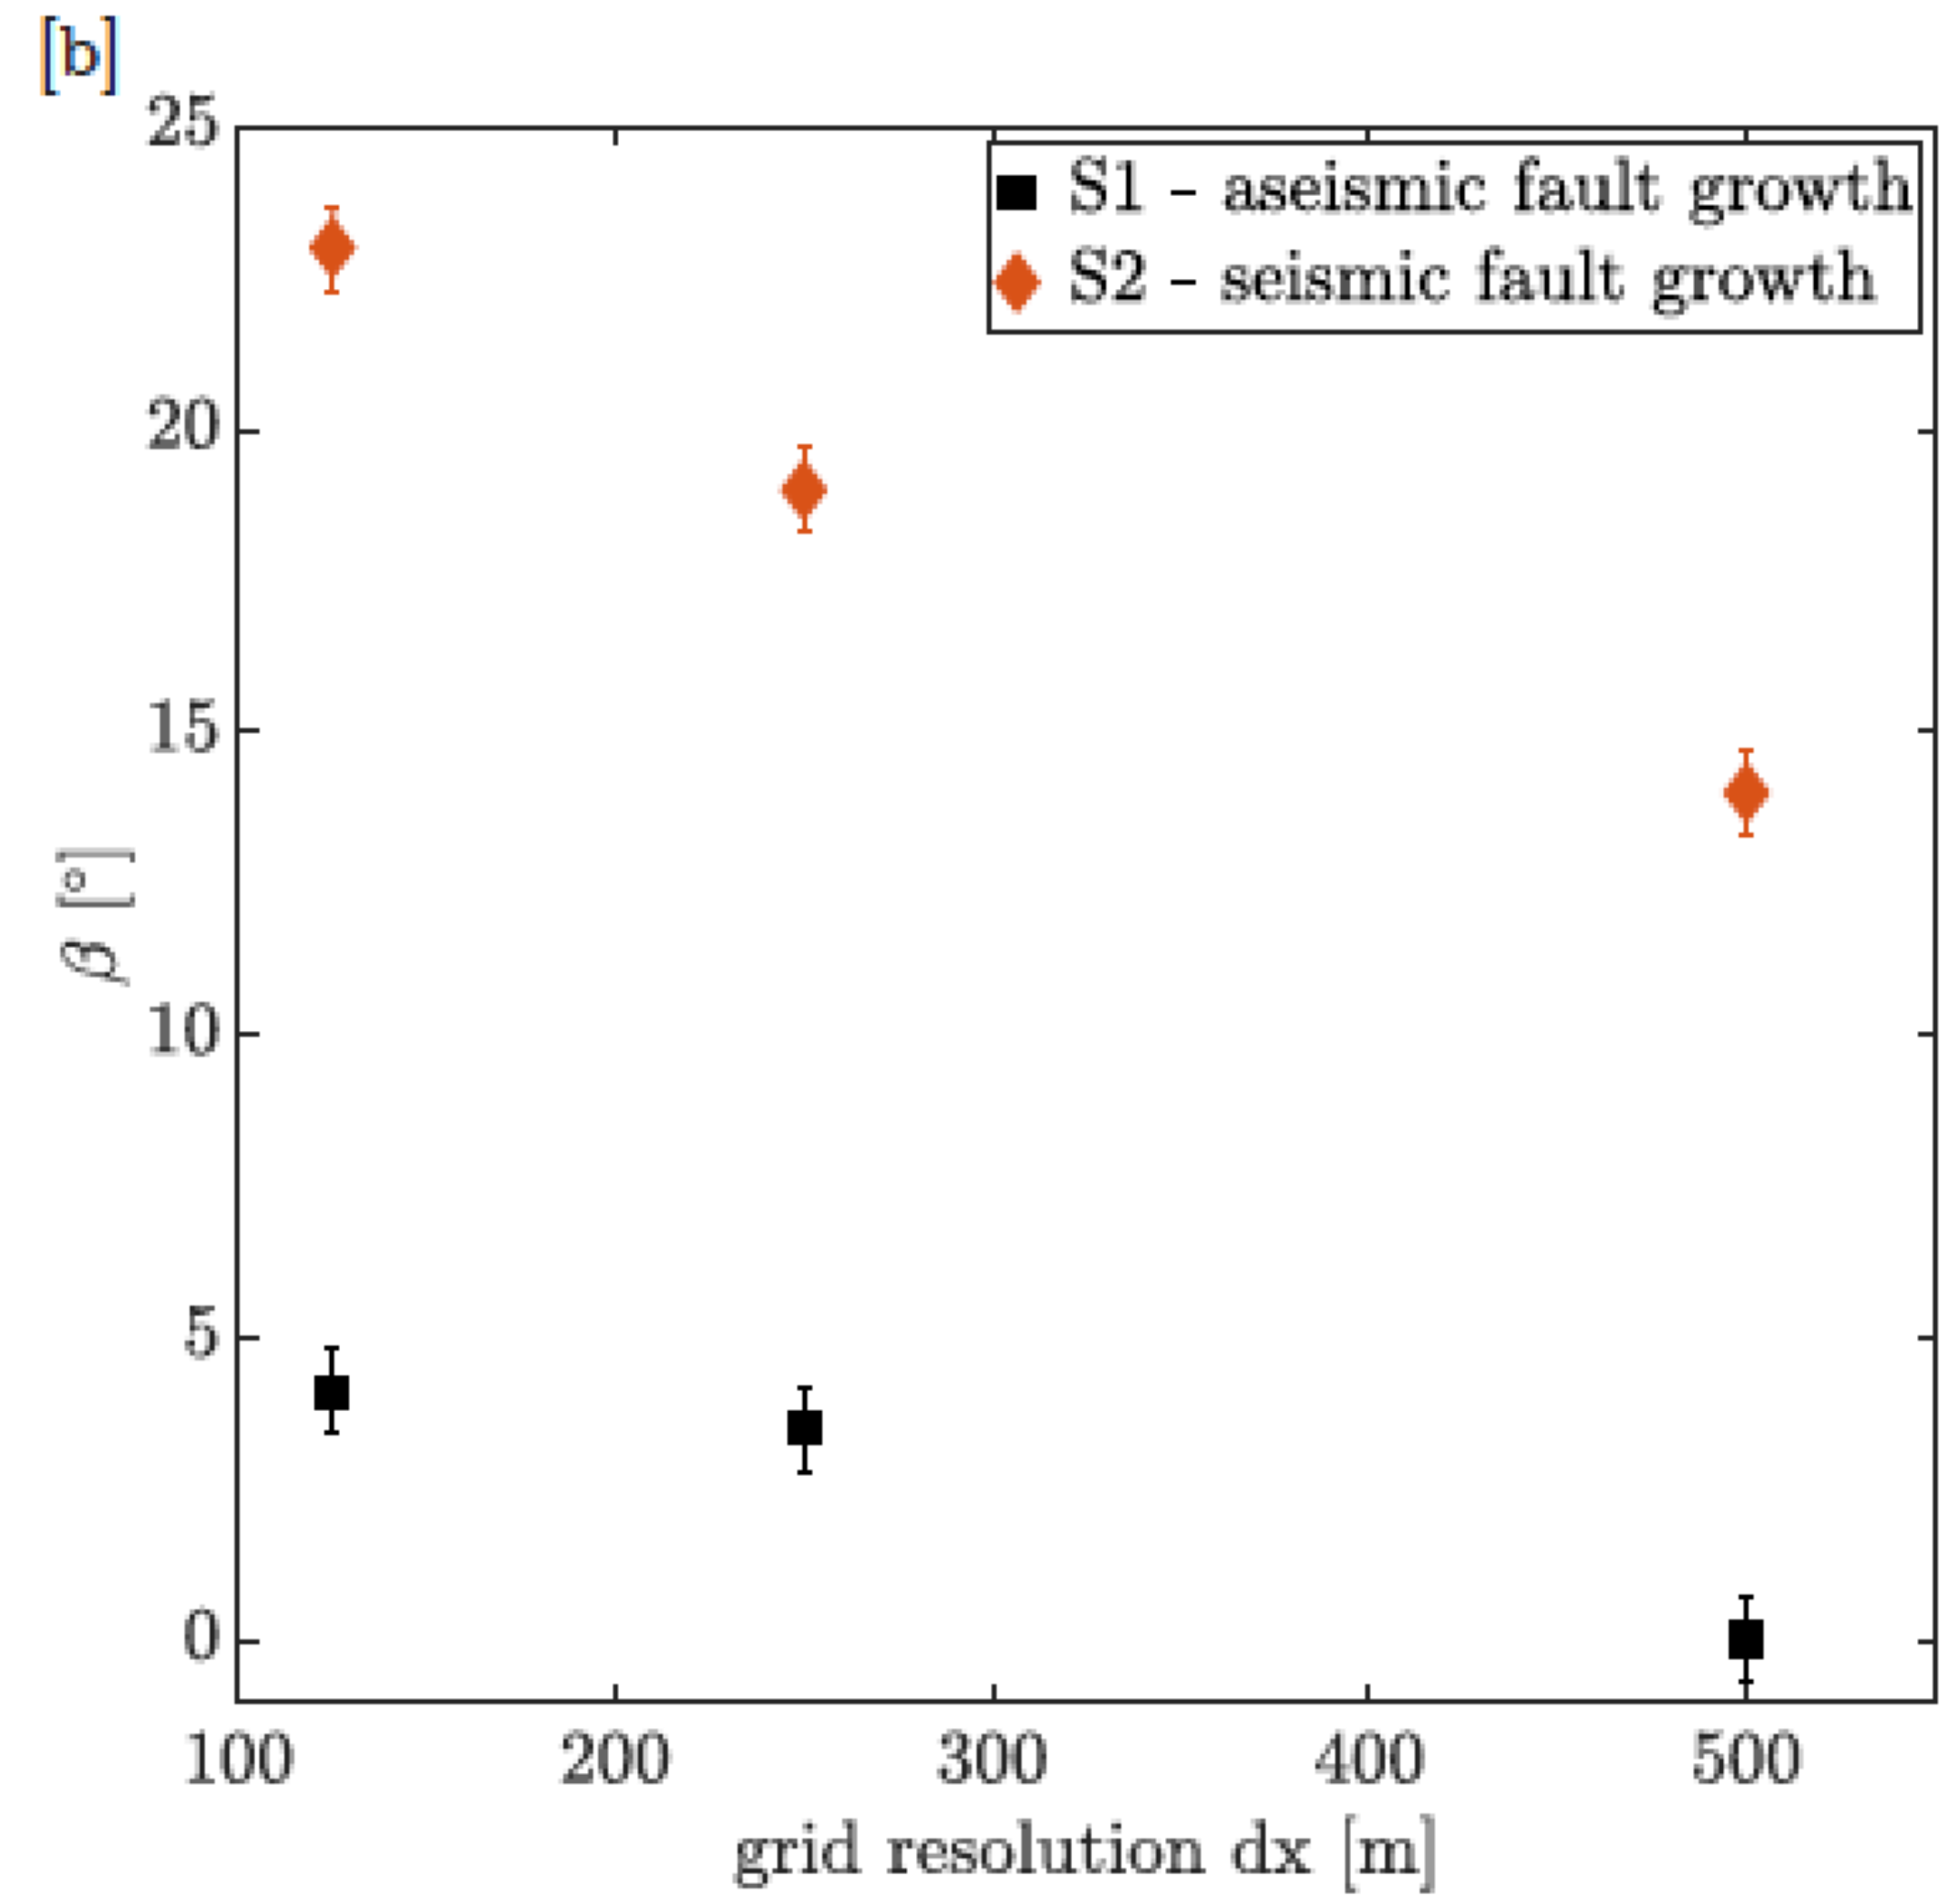 [b]
25
S1 – aseismic fault growth
S2 – seismic fault growth
20
15
β [°]
10
5
0
100 200 300 400 500
grid resolution dx [m]